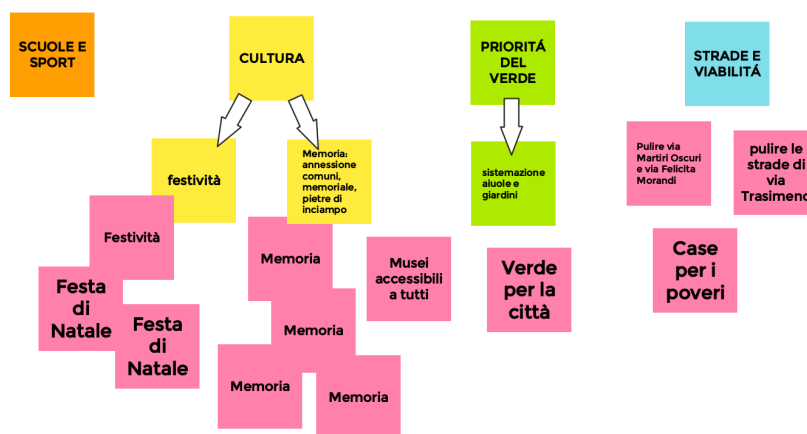 SCUOLE E
SPORT
CULTURA
PRIORITÁ
DEL
VERDE
STRADE E
VIABILITÁ
festività
Memoria:
annessione
comuni,
memoriale,
pietre di
inciampo
sistemazione
aiuole e
giardini
Pulire via
Martiri Oscuri
e via Felicita
Morandi
pulire le
strade di
via
Trasimeno
Festività
Memoria
Musei
accessibili
a tutti
Verde
per la
città
Case
per i
poveri
Festa
di
Natale
Festa
di
Natale
Memoria
Memoria
Memoria